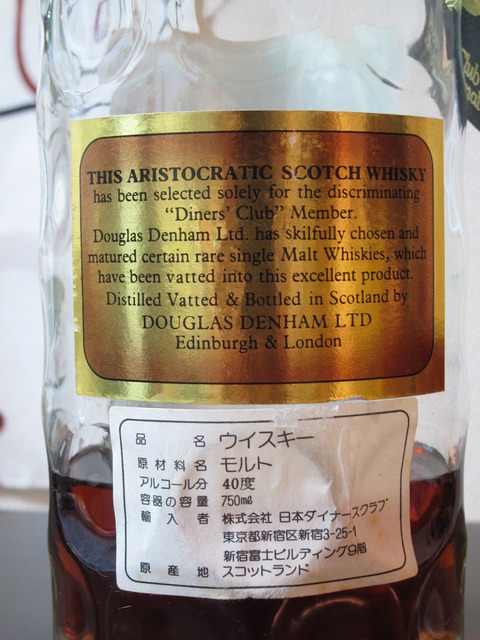 THIS ARISTOCRATIC SCOTCH WHISKY
has been selected solely for the discriminating
"Diners' Club" Member.
Douglas Denham Ltd. has skilfully chosen and
matured certain rare single Malt Whiskies, which
have been vatted into this excellent product.
Distilled Vatted & Bottled in Scotland by
DOUGLAS DENHAM LTD
Edinburgh & London
品名 ウイスキー
原材料名 モルト
アルコール分 40度
容器の容量 750mℓ
輸入者 株式会社 日本ダイナースクラブ
東京都新宿区新宿3-25-1
新宿富士ビルディング9階
原産地 スコットランド